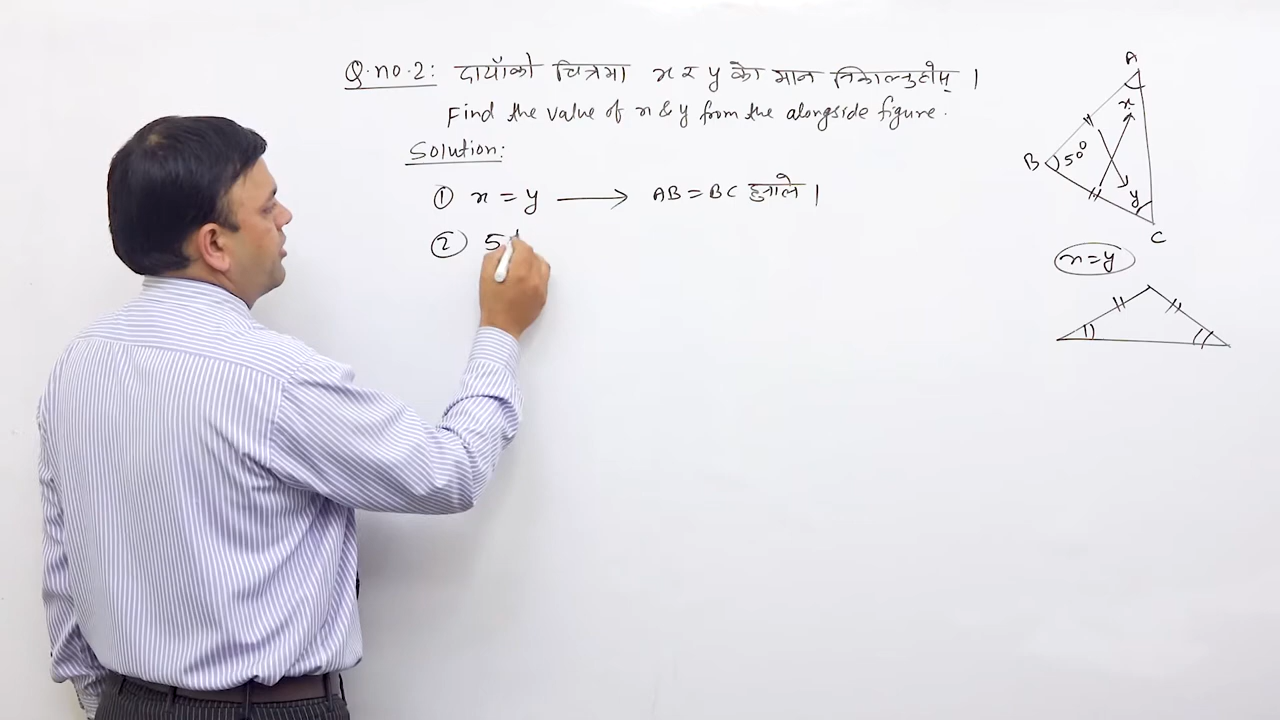 Q.no.2: दायाँको चित्रमा x र y को मान निकाल्नुहोस् ।
Find the value of x & y from the alongside figure.
Solution:
① x = y → AB = BC हुनाले ।
② 5
A
x
B 50°
y
C
x = y